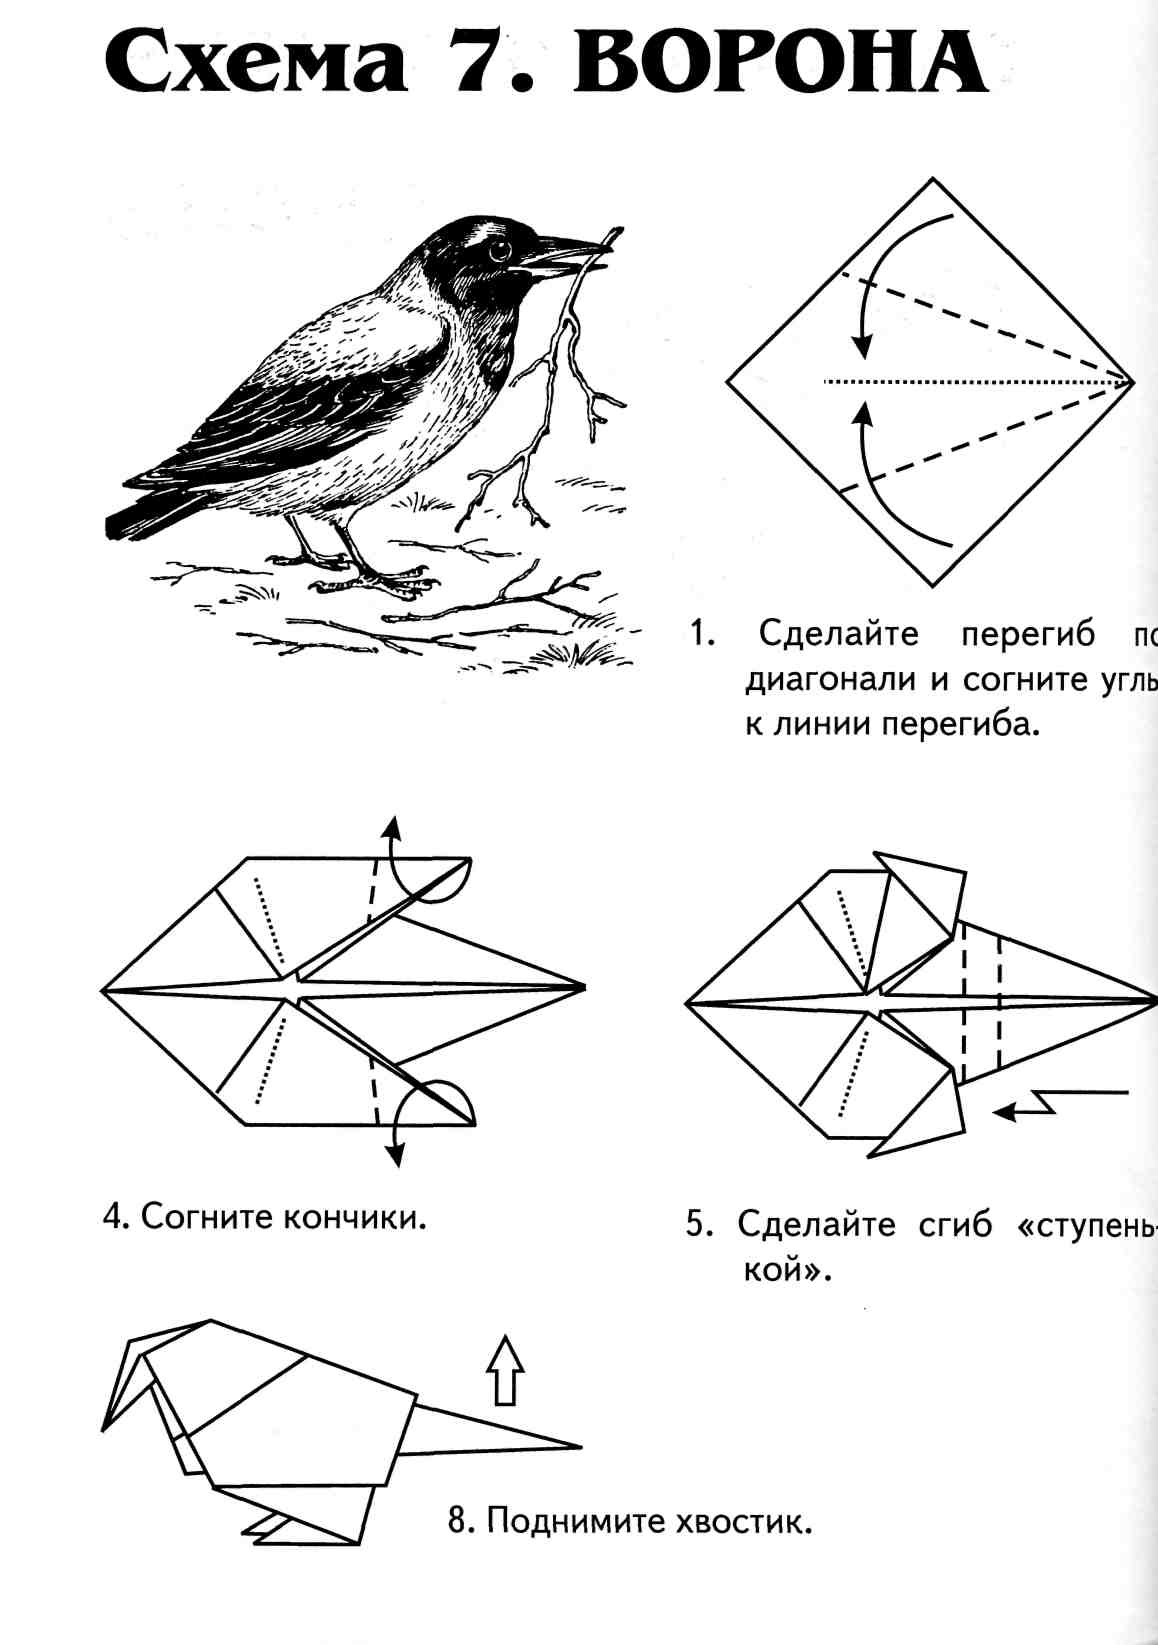 Схема 7. ВОРОНА
1. Сделайте перегиб по
диагонали и согните углы
к линии перегиба.
4. Согните кончики.
5. Сделайте сгиб «ступень-
кой».
8. Поднимите хвостик.